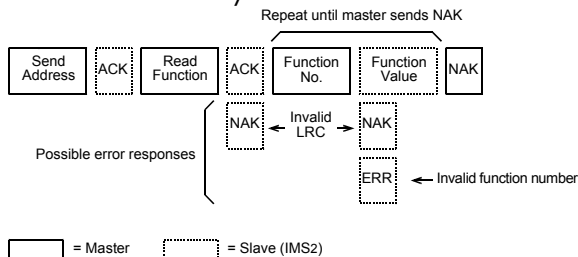 Repeat until master sends NAK
Send Address
ACK
Read Function
ACK
Function No.
Function Value
NAK
NAK
Invalid LRC
NAK
Possible error responses
ERR
Invalid function number
= Master
= Slave (IMS2)